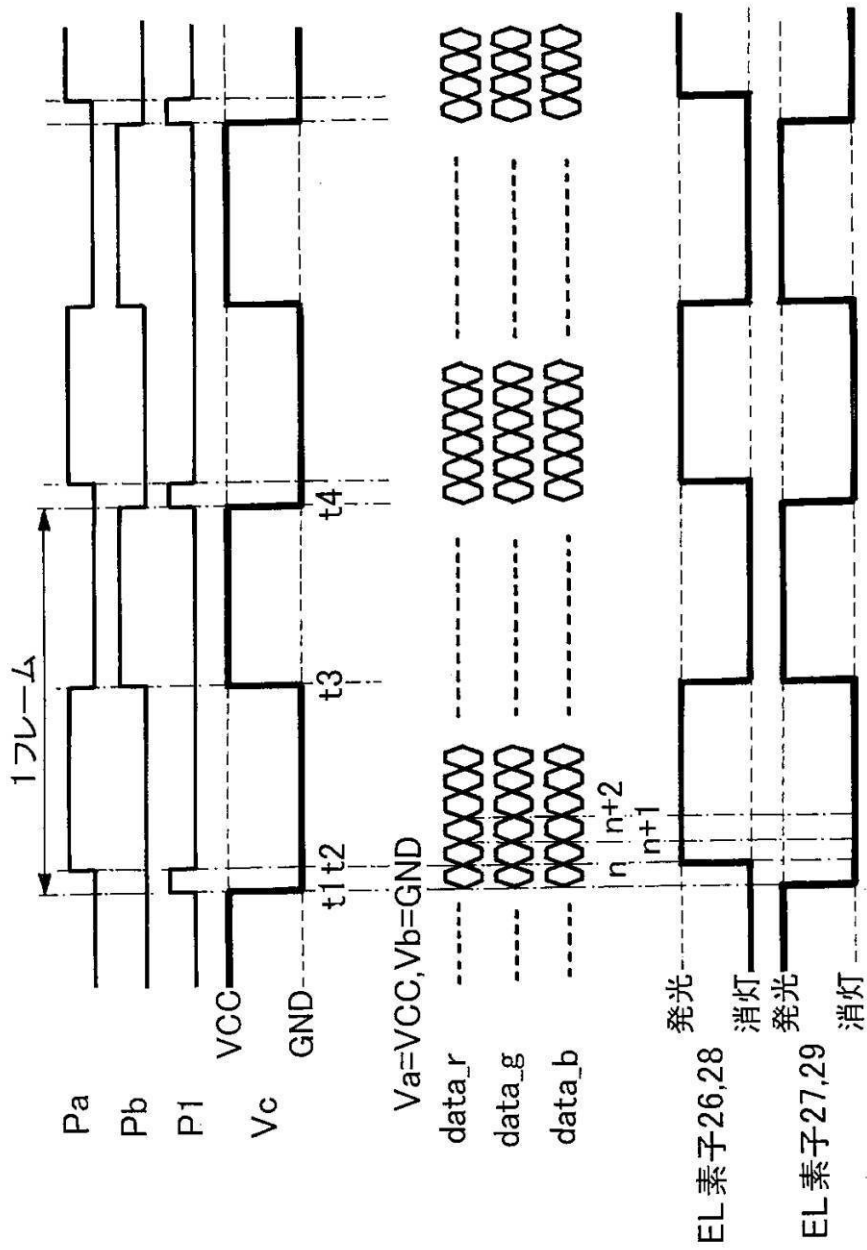 1フレーム
Pa
Pb
P1
VCC
Vc
GND
t1 t2 t3 t4
Va=VCC,Vb=GND
data_r
data_g
data_b
n n+1 n+2
発光
EL素子26,28
消灯
発光
EL素子27,29
消灯